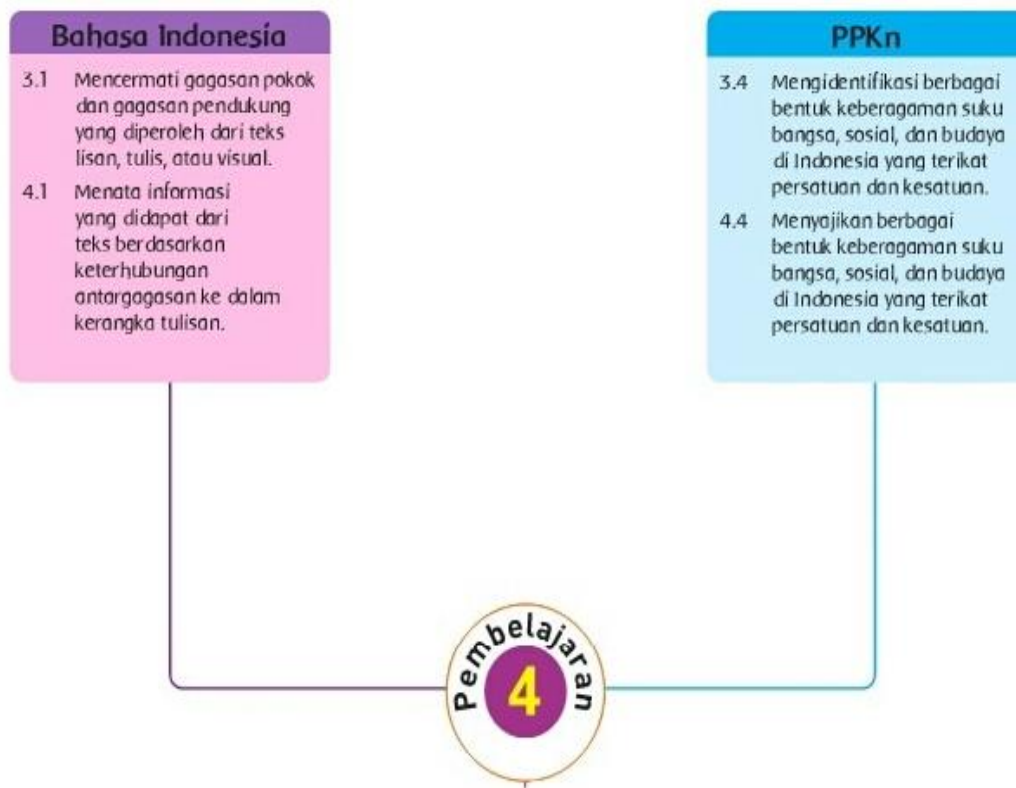 Bahasa Indonesia
3.1 Mencermati gagasan pokok
dan gagasan pendukung
yang diperoleh dari teks
lisan, tulis, atau visual.
4.1 Menata informasi
yang didapat dari
teks berdasarkan
keterhubungan
antargagasan ke dalam
kerangka tulisan.
PPKn
3.4 Mengidentifikasi berbagai
bentuk keberagaman suku
bangsa, sosial, dan budaya
di Indonesia yang terikat
persatuan dan kesatuan.
4.4 Menyajikan berbagai
bentuk keberagaman suku
bangsa, sosial, dan budaya
di Indonesia yang terikat
persatuan dan kesatuan.
Pembelajaran
4